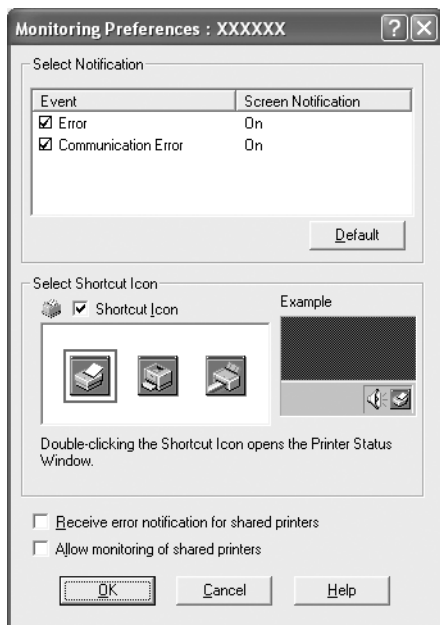 Monitoring Preferences : XXXXXX
Select Notification
Event Screen Notification
Error On
Communication Error On
Default
Select Shortcut Icon
Shortcut Icon
Example
Double-clicking the Shortcut Icon opens the Printer Status
Window.
Receive error notification for shared printers
Allow monitoring of shared printers
OK Cancel Help